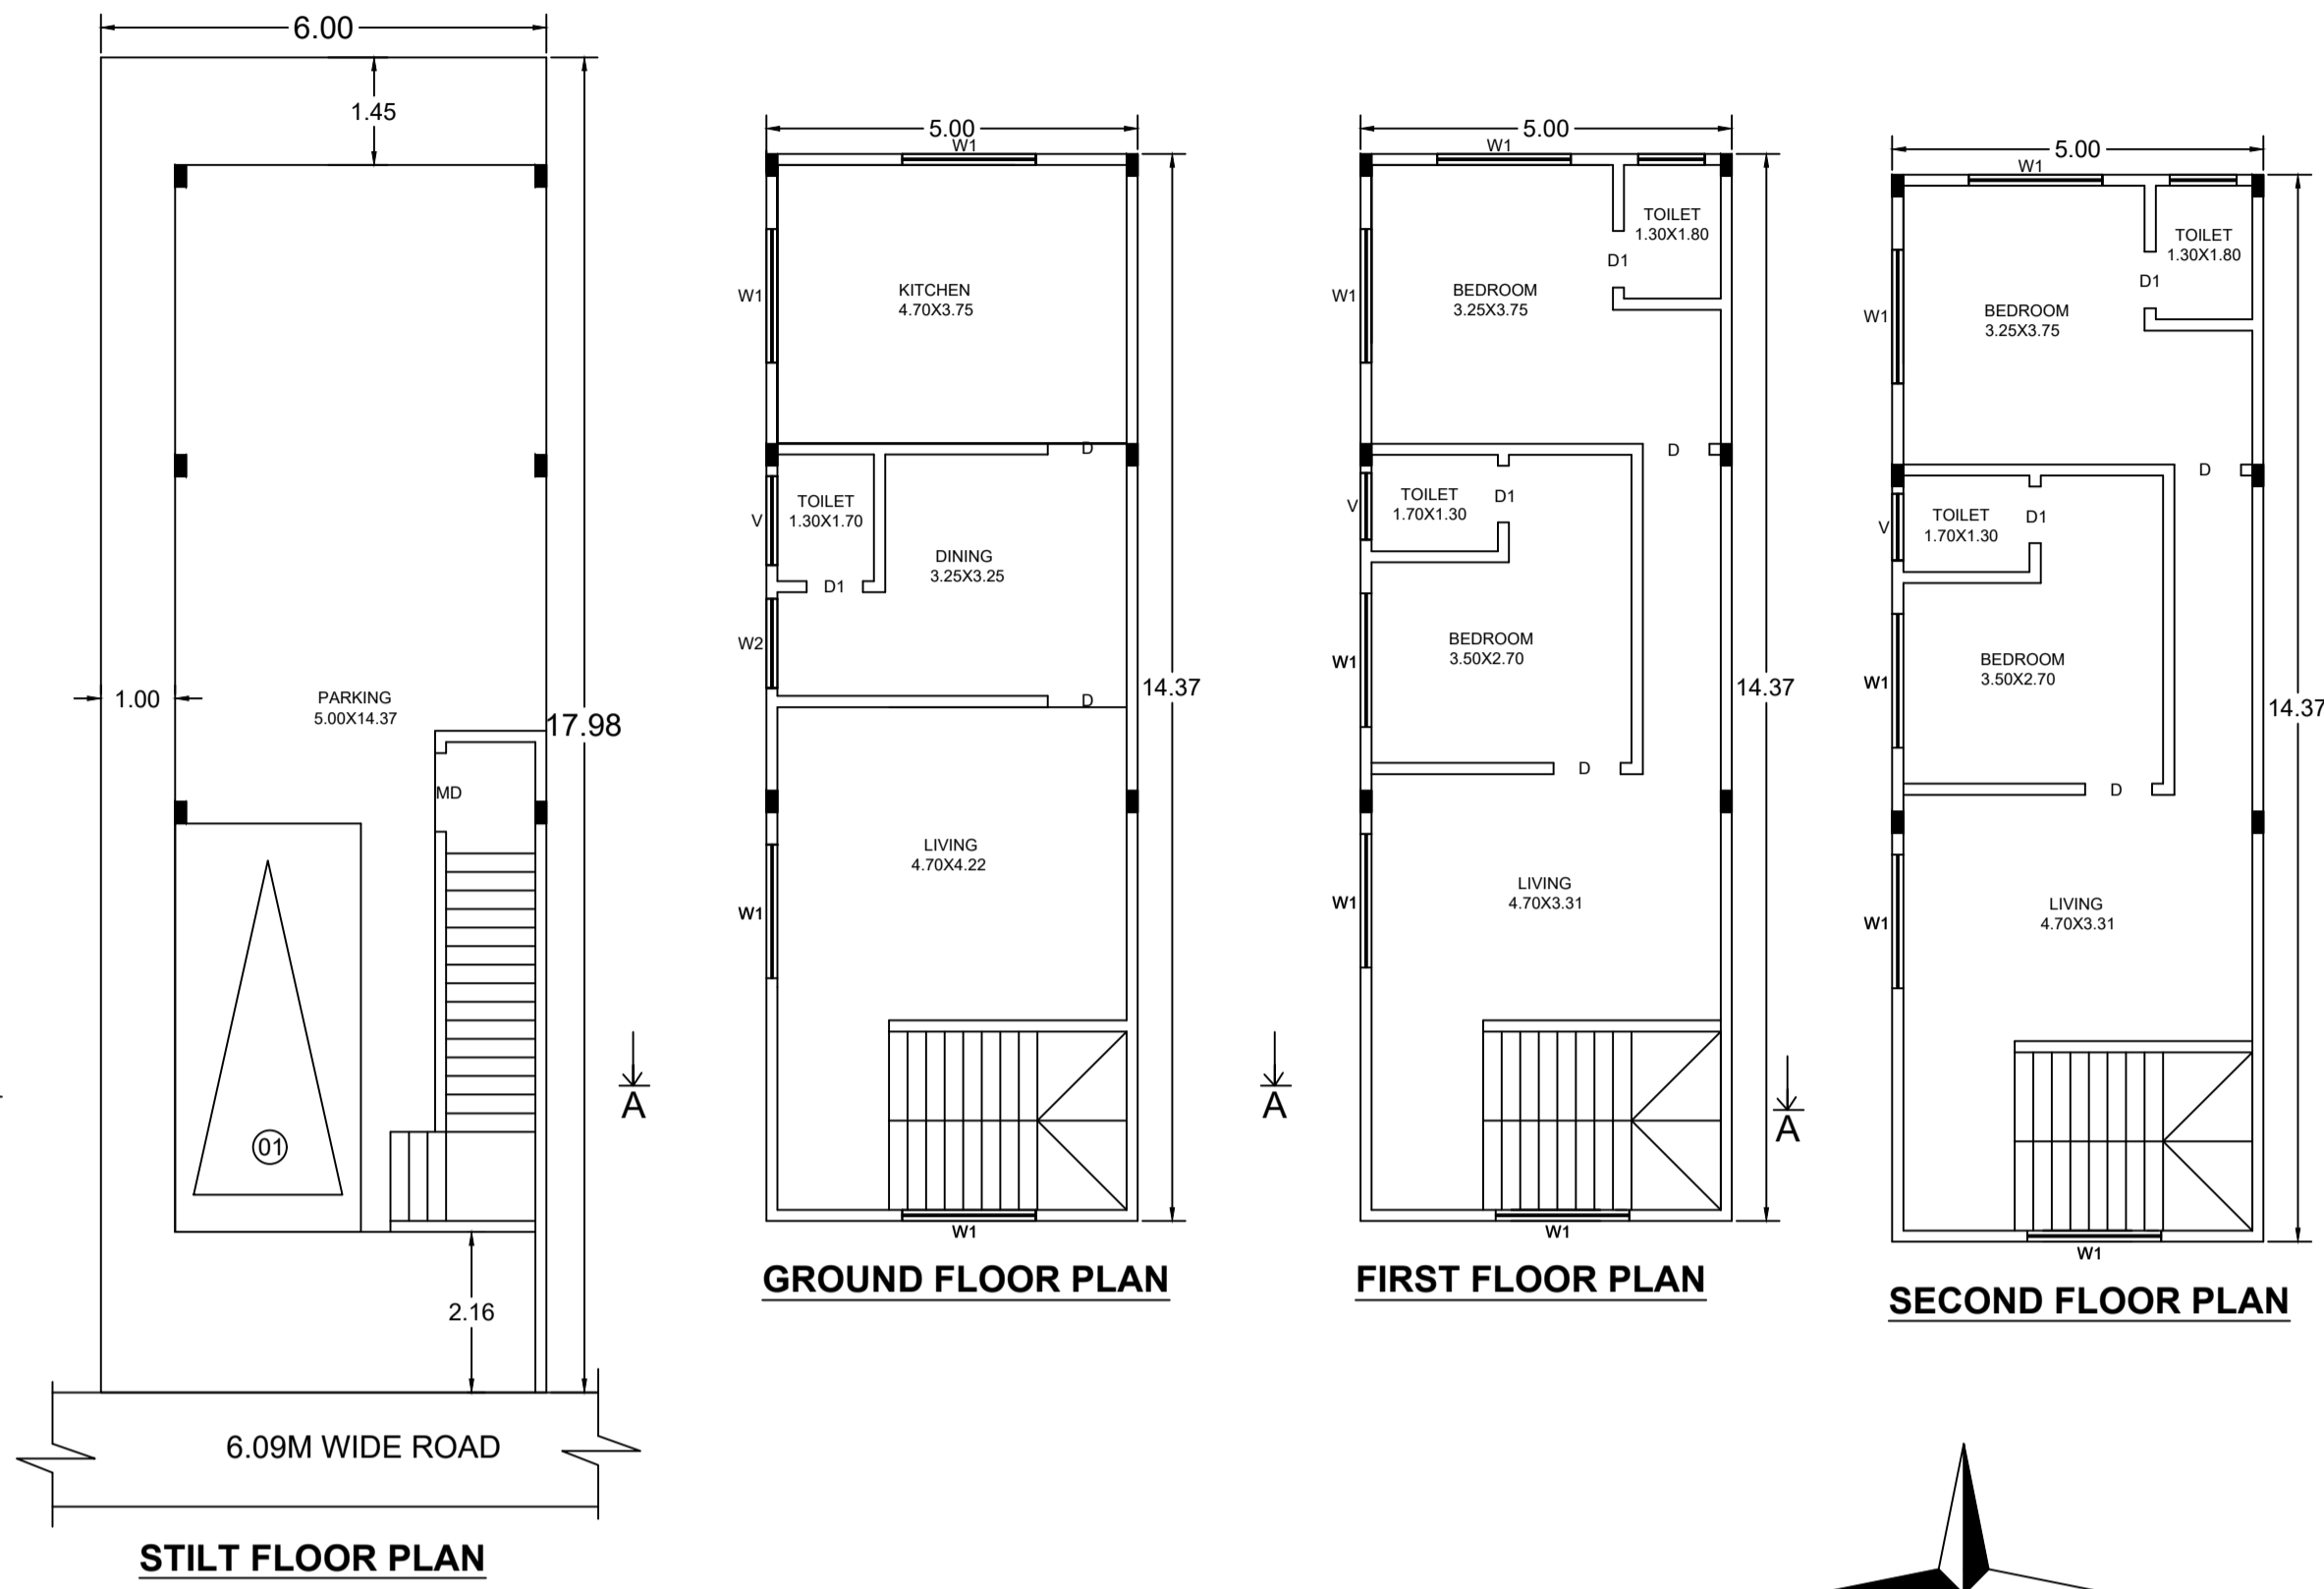 6.00
1.45
1.00
PARKING
5.00X14.37
17.98
MD
01
2.16
6.09M WIDE ROAD
STILT FLOOR PLAN
A
5.00
W1
W1
KITCHEN
4.70X3.75
D
V
TOILET
1.30X1.70
D1
DINING
3.25X3.25
W2
D
14.37
LIVING
4.70X4.22
W1
W1
GROUND FLOOR PLAN
A
5.00
W1
TOILET
1.30X1.80
D1
W1
BEDROOM
3.25X3.75
D
V
TOILET
1.70X1.30
D1
W1
BEDROOM
3.50X2.70
14.37
D
W1
LIVING
4.70X3.31
W1
FIRST FLOOR PLAN
A
5.00
W1
TOILET
1.30X1.80
D1
W1
BEDROOM
3.25X3.75
D
V
TOILET
1.70X1.30
D1
W1
BEDROOM
3.50X2.70
14.37
D
W1
LIVING
4.70X3.31
W1
SECOND FLOOR PLAN